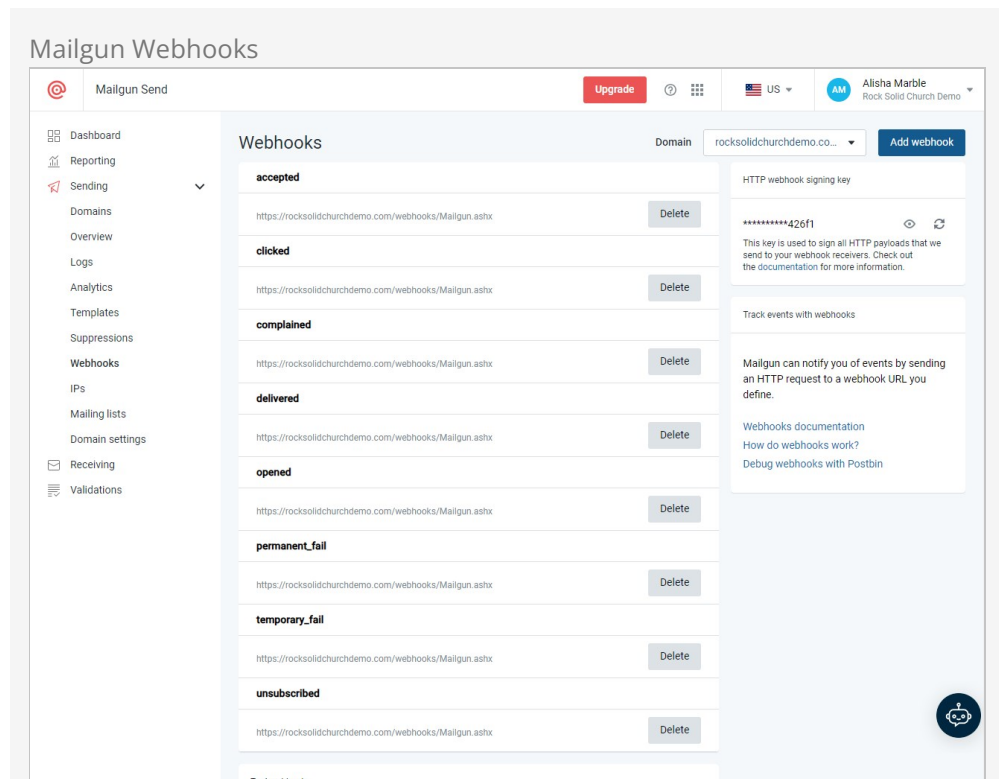 Mailgun Webhooks
Mailgun Send
Upgrade
US
AM
Alisha Marble
Rock Solid Church Demo
Dashboard
Reporting
Sending
Domains
Overview
Logs
Analytics
Templates
Suppressions
Webhooks
IPs
Mailing lists
Domain settings
Receiving
Validations
Webhooks
Domain
rocksolidchurchdemo.co...
Add webhook
accepted
https://rocksolidchurchdemo.com/webhooks/Mailgun.ashx
Delete
clicked
https://rocksolidchurchdemo.com/webhooks/Mailgun.ashx
Delete
complained
https://rocksolidchurchdemo.com/webhooks/Mailgun.ashx
Delete
delivered
https://rocksolidchurchdemo.com/webhooks/Mailgun.ashx
Delete
opened
https://rocksolidchurchdemo.com/webhooks/Mailgun.ashx
Delete
permanent_fail
https://rocksolidchurchdemo.com/webhooks/Mailgun.ashx
Delete
temporary_fail
https://rocksolidchurchdemo.com/webhooks/Mailgun.ashx
Delete
unsubscribed
https://rocksolidchurchdemo.com/webhooks/Mailgun.ashx
Delete
HTTP webhook signing key
**********426f1
This key is used to sign all HTTP payloads that we
send to your webhook receivers. Check out
the documentation for more information.
Track events with webhooks
Mailgun can notify you of events by sending
an HTTP request to a webhook URL you
define.
Webhooks documentation
How do webhooks work?
Debug webhooks with Postbin